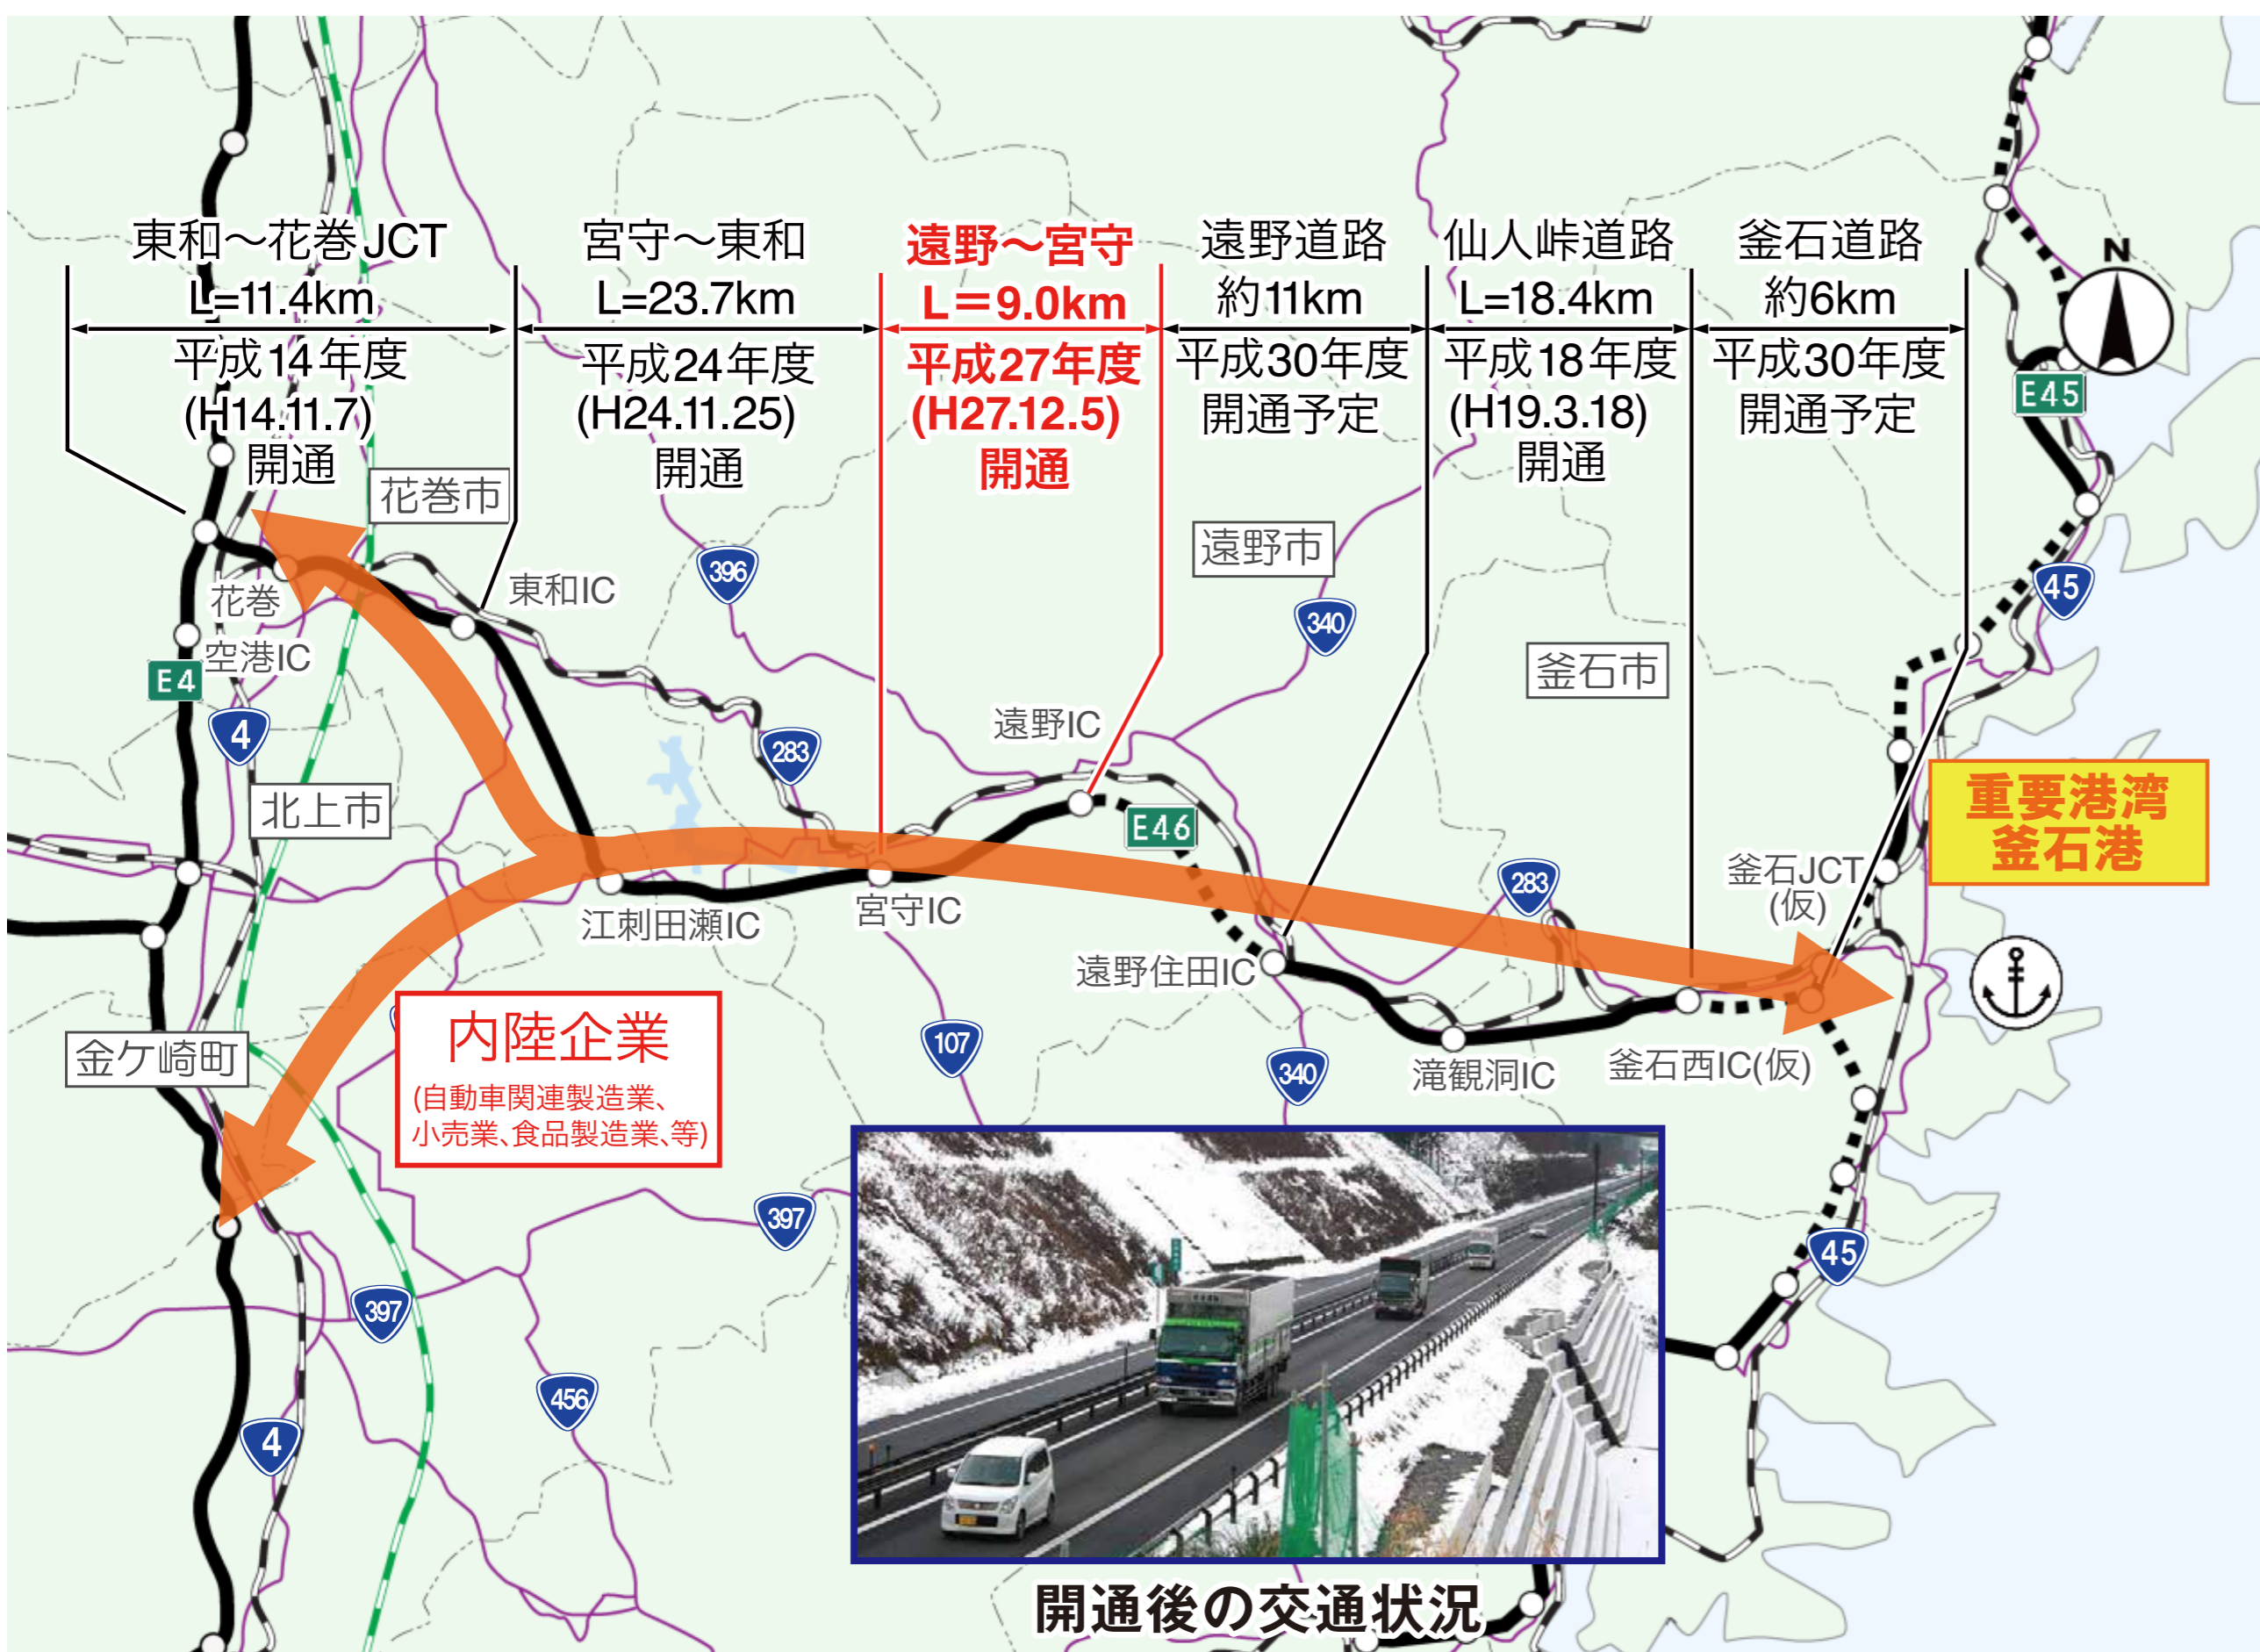 東和～花巻JCT
L=11.4km
平成14年度
(H14.11.7)
開通
宮守～東和
L=23.7km
平成24年度
(H24.11.25)
開通
遠野～宮守
L＝9.0km
平成27年度
(H27.12.5)
開通
遠野道路
約11km
平成30年度
開通予定
仙人峠道路
L=18.4km
平成18年度
(H19.3.18)
開通
釜石道路
約6km
平成30年度
開通予定
N
E45
花巻市
遠野市
396
東和IC
340
45
花巻
空港IC
E4
釜石市
4
283
遠野IC
北上市
E46
重要港湾
釜石港
283
釜石JCT
(仮)
江刺田瀬IC
宮守IC
遠野住田IC
内陸企業
(自動車関連製造業、
小売業、食品製造業、等)
金ケ崎町
107
340
滝観洞IC
釜石西IC(仮)
397
45
397
456
4
開通後の交通状況